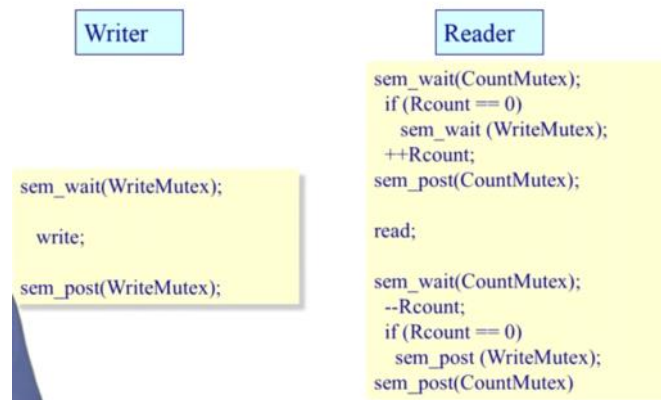 Writer
sem_wait(WriteMutex);
write;
sem_post(WriteMutex);
Reader
sem_wait(CountMutex);
if (Rcount == 0)
sem_wait (WriteMutex);
++Rcount;
sem_post(CountMutex);
read;
sem_wait(CountMutex);
--Rcount;
if (Rcount == 0)
sem_post (WriteMutex);
sem_post(CountMutex)